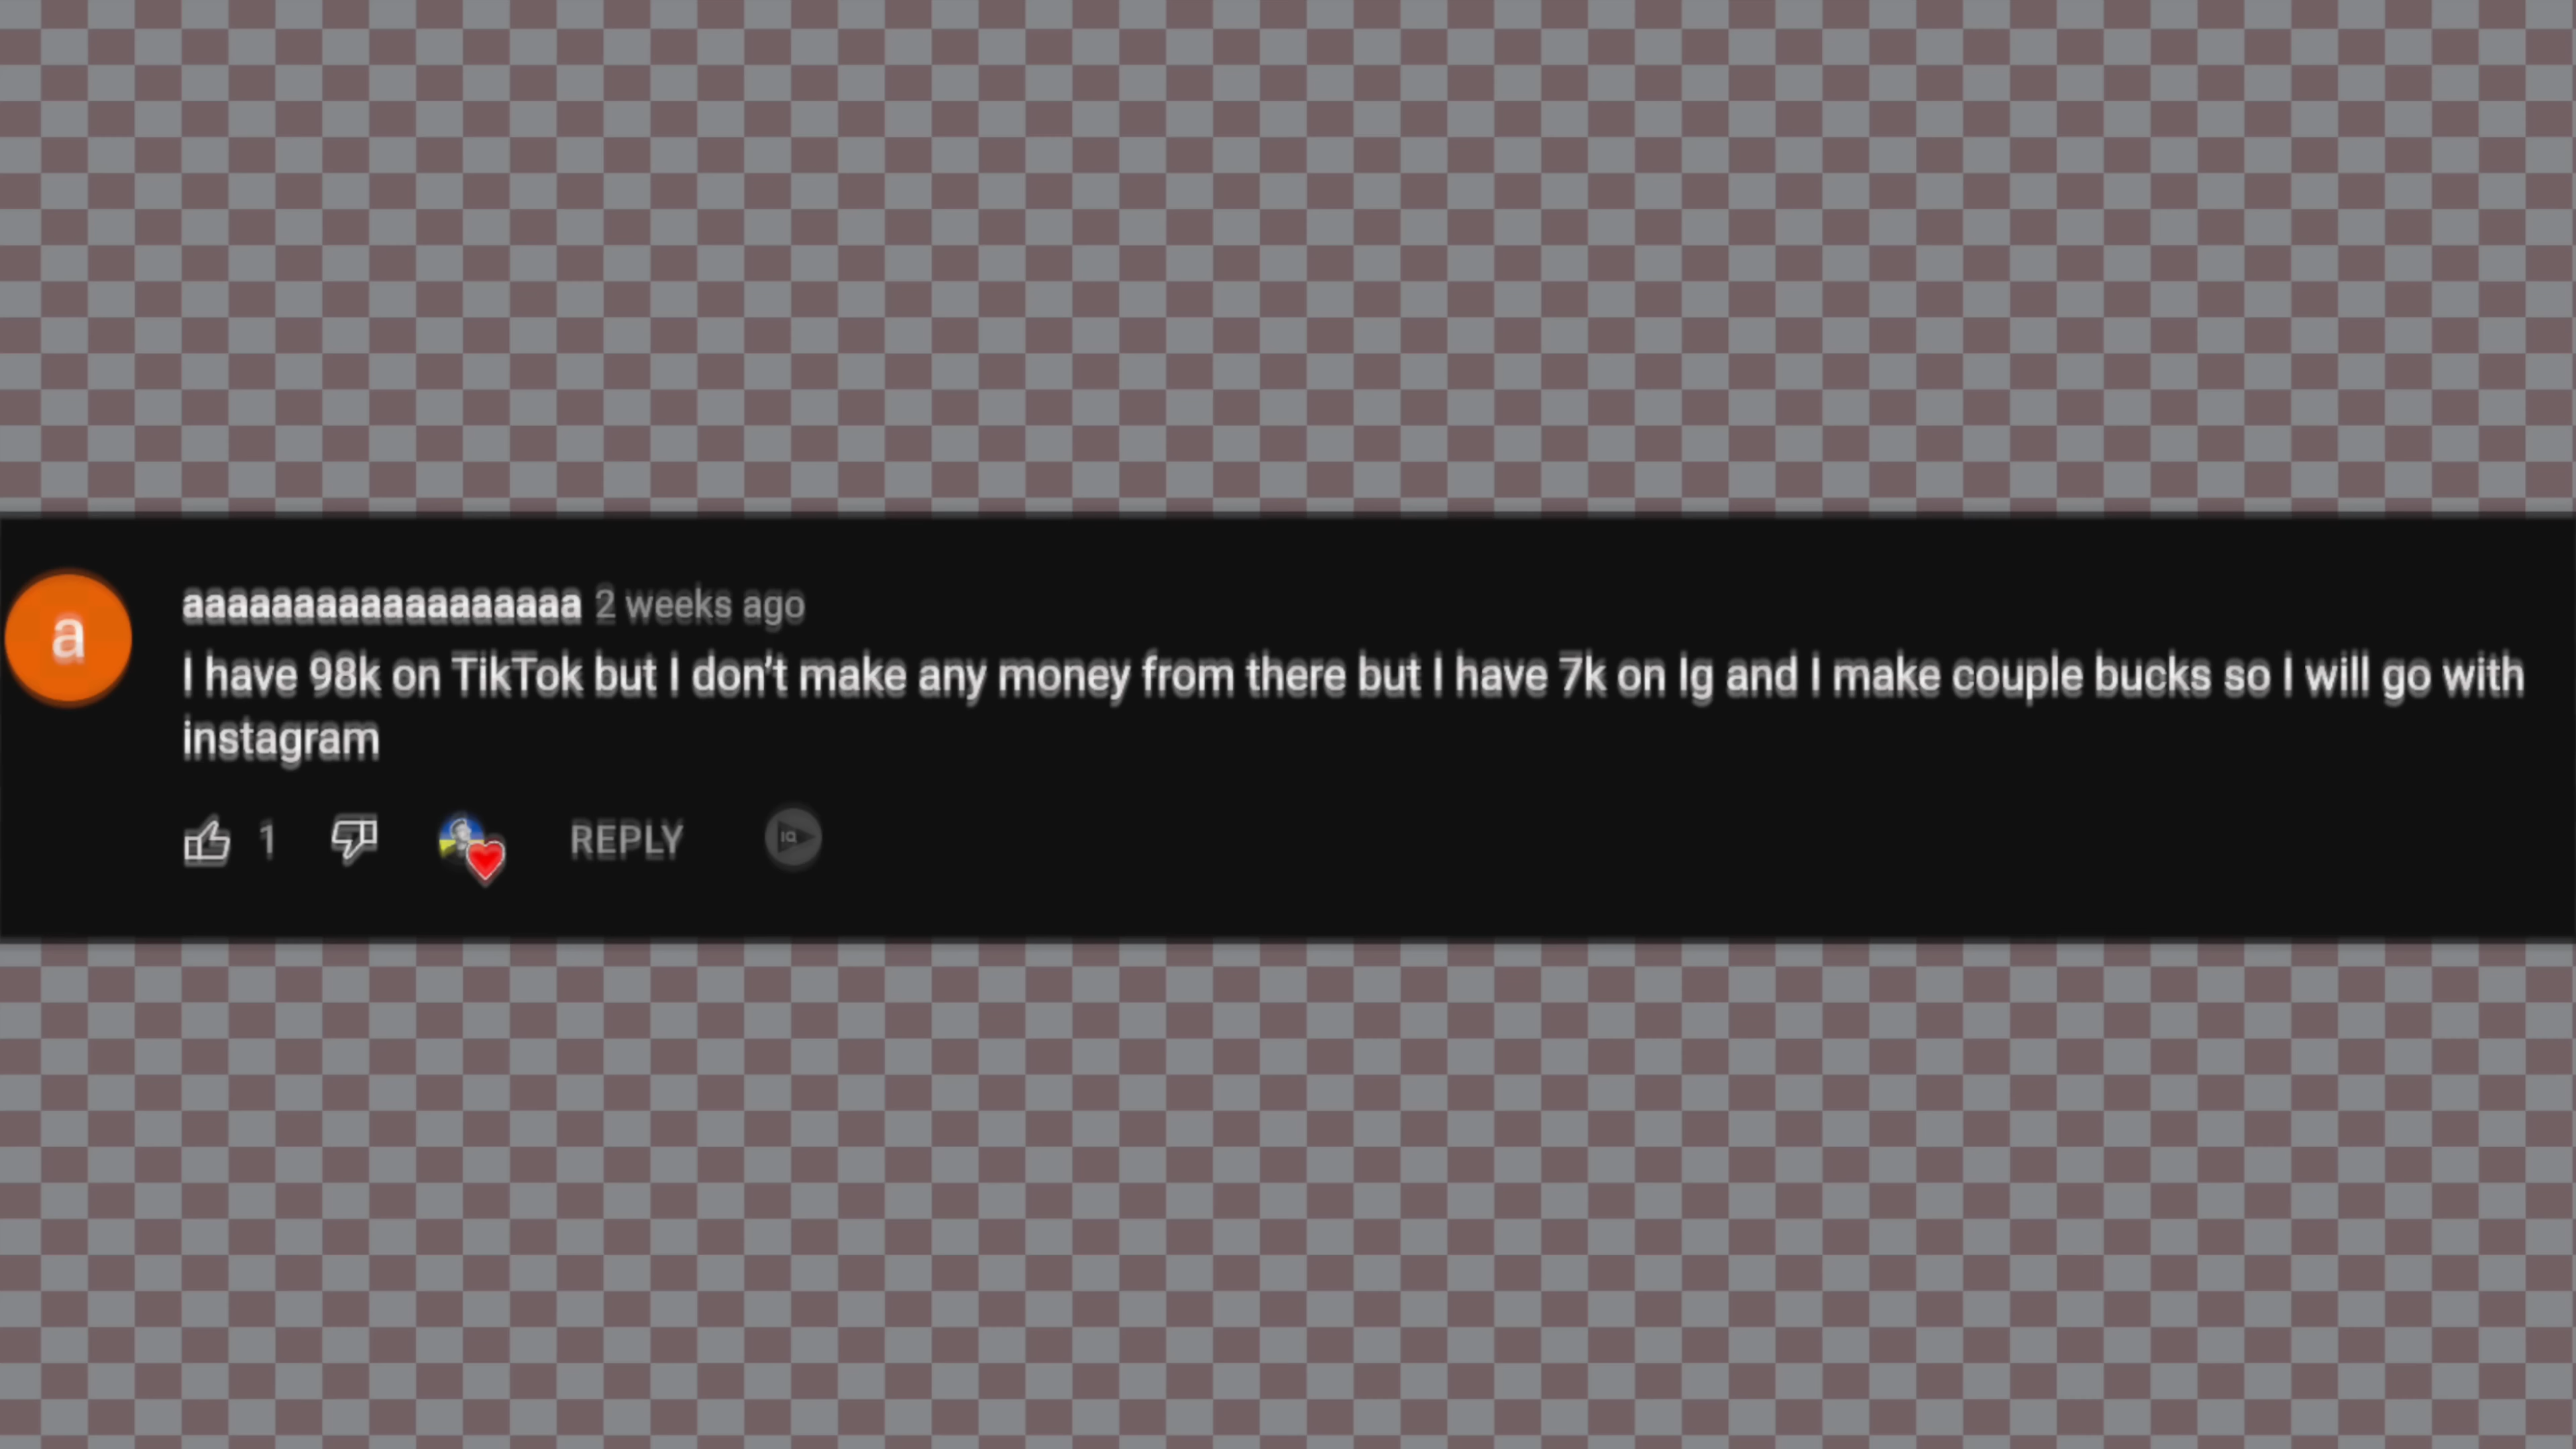 a
aaaaaaaaaaaaaaaaaa 2 weeks ago
I have 98k on TikTok but I don't make any money from there but I have 7k on Ig and I make couple bucks so I will go with
instagram
1 REPLY IQ